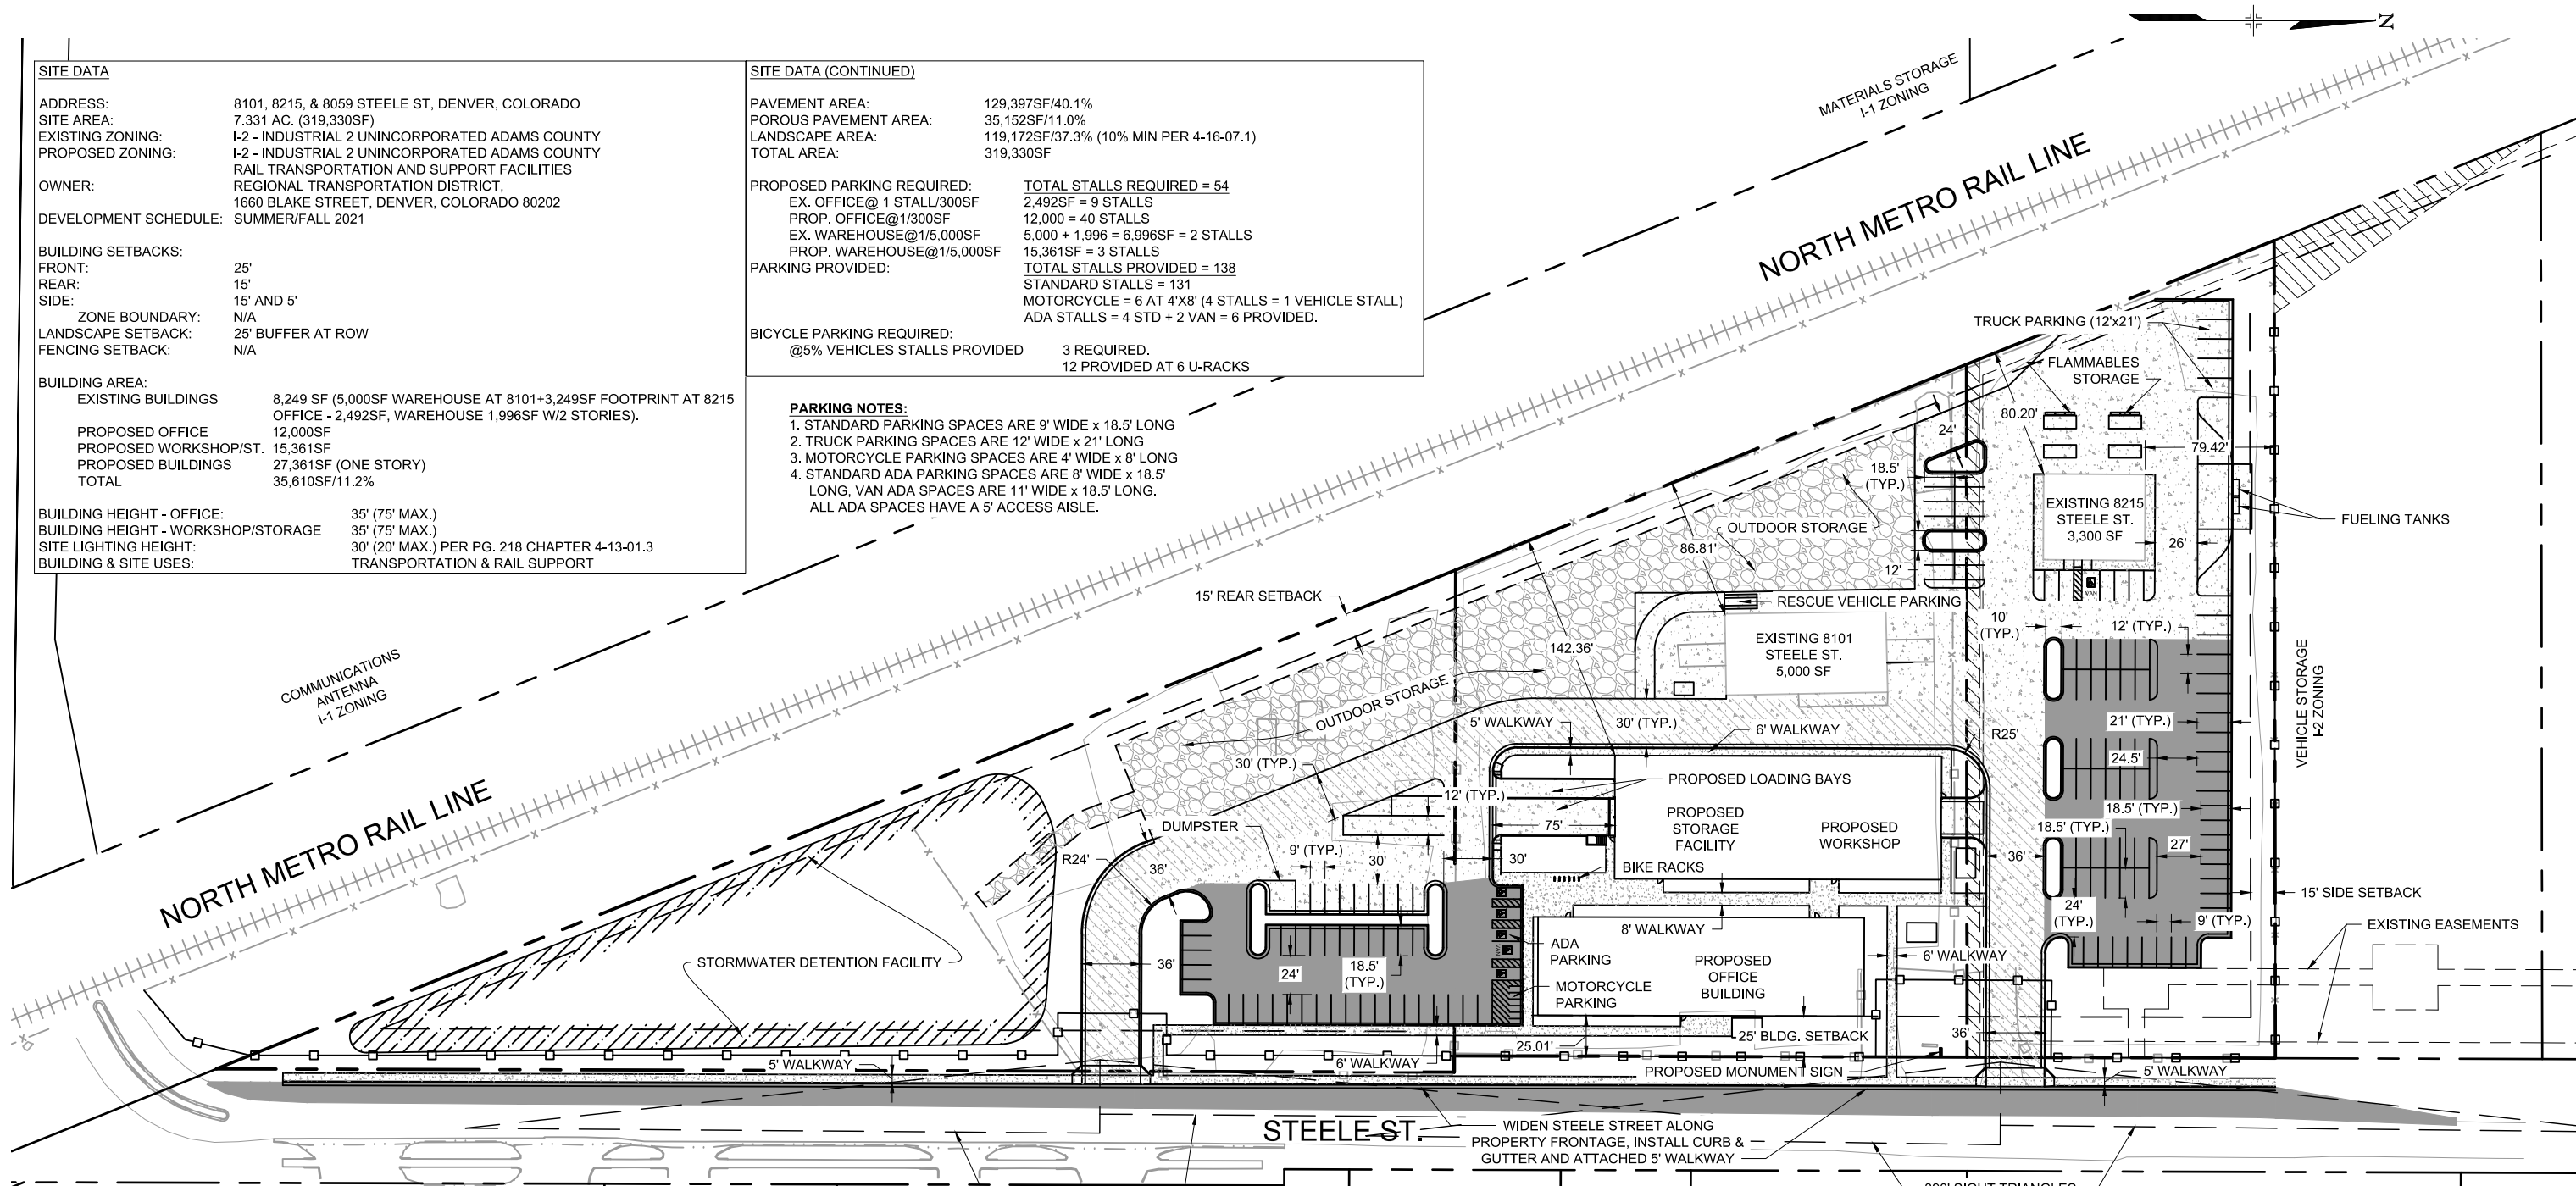 N
SITE DATA
ADDRESS: 8101, 8215, & 8059 STEELE ST, DENVER, COLORADO
SITE AREA: 7.331 AC. (319,330SF)
EXISTING ZONING: I-2 - INDUSTRIAL 2 UNINCORPORATED ADAMS COUNTY
PROPOSED ZONING: I-2 - INDUSTRIAL 2 UNINCORPORATED ADAMS COUNTY
RAIL TRANSPORTATION AND SUPPORT FACILITIES
OWNER: REGIONAL TRANSPORTATION DISTRICT,
1660 BLAKE STREET, DENVER, COLORADO 80202
DEVELOPMENT SCHEDULE: SUMMER/FALL 2021
BUILDING SETBACKS:
FRONT: 25'
REAR: 15'
SIDE: 15' AND 5'
ZONE BOUNDARY: N/A
LANDSCAPE SETBACK: 25' BUFFER AT ROW
FENCING SETBACK: N/A
BUILDING AREA:
EXISTING BUILDINGS 8,249 SF (5,000SF WAREHOUSE AT 8101+3,249SF FOOTPRINT AT 8215
OFFICE - 2,492SF, WAREHOUSE 1,996SF W/2 STORIES).
PROPOSED OFFICE 12,000SF
PROPOSED WORKSHOP/ST. 15,361SF
PROPOSED BUILDINGS 27,361SF (ONE STORY)
TOTAL 35,610SF/11.2%
BUILDING HEIGHT - OFFICE: 35' (75' MAX.)
BUILDING HEIGHT - WORKSHOP/STORAGE 35' (75' MAX.)
SITE LIGHTING HEIGHT: 30' (20' MAX.) PER PG. 218 CHAPTER 4-13-01.3
BUILDING & SITE USES: TRANSPORTATION & RAIL SUPPORT
SITE DATA (CONTINUED)
PAVEMENT AREA: 129,397SF/40.1%
POROUS PAVEMENT AREA: 35,152SF/11.0%
LANDSCAPE AREA: 119,172SF/37.3% (10% MIN PER 4-16-07.1)
TOTAL AREA: 319,330SF
PROPOSED PARKING REQUIRED: TOTAL STALLS REQUIRED = 54
EX. OFFICE@ 1 STALL/300SF 2,492SF = 9 STALLS
PROP. OFFICE@1/300SF 12,000 = 40 STALLS
EX. WAREHOUSE@1/5,000SF 5,000 + 1,996 = 6,996SF = 2 STALLS
PROP. WAREHOUSE@1/5,000SF 15,361SF = 3 STALLS
PARKING PROVIDED: TOTAL STALLS PROVIDED = 138
STANDARD STALLS = 131
MOTORCYCLE = 6 AT 4'X8' (4 STALLS = 1 VEHICLE STALL)
ADA STALLS = 4 STD + 2 VAN = 6 PROVIDED.
BICYCLE PARKING REQUIRED:
@5% VEHICLES STALLS PROVIDED 3 REQUIRED.
12 PROVIDED AT 6 U-RACKS
PARKING NOTES:
1. STANDARD PARKING SPACES ARE 9' WIDE x 18.5' LONG
2. TRUCK PARKING SPACES ARE 12' WIDE x 21' LONG
3. MOTORCYCLE PARKING SPACES ARE 4' WIDE x 8' LONG
4. STANDARD ADA PARKING SPACES ARE 8' WIDE x 18.5'
LONG, VAN ADA SPACES ARE 11' WIDE x 18.5' LONG.
ALL ADA SPACES HAVE A 5' ACCESS AISLE.
MATERIALS STORAGE
I-1 ZONING
NORTH METRO RAIL LINE
TRUCK PARKING (12'x21')
FLAMMABLES
STORAGE
80.20'
24'
79.42'
18.5'
(TYP.)
EXISTING 8215
STEELE ST.
3,300 SF
FUELING TANKS
OUTDOOR STORAGE
86.81'
26'
12'
VAN
15' REAR SETBACK
RESCUE VEHICLE PARKING
10'
(TYP.)
12' (TYP.)
EXISTING 8101
STEELE ST.
5,000 SF
142.36'
COMMUNICATIONS
ANTENNA
I-1 ZONING
VEHICLE STORAGE
I-2 ZONING
OUTDOOR STORAGE
5' WALKWAY
30' (TYP.)
6' WALKWAY
21' (TYP.)
R25'
30' (TYP.)
24.5'
PROPOSED LOADING BAYS
12' (TYP.)
18.5' (TYP.)
NORTH METRO RAIL LINE
DUMPSTER
75'
PROPOSED
STORAGE
FACILITY
PROPOSED
WORKSHOP
18.5' (TYP.)
9' (TYP.)
R24'
36'
30'
30'
BIKE RACKS
36'
27'
15' SIDE SETBACK
24'
(TYP.)
9' (TYP.)
EXISTING EASEMENTS
8' WALKWAY
ADA
PARKING
6' WALKWAY
STORMWATER DETENTION FACILITY
36'
24'
18.5'
(TYP.)
PROPOSED
OFFICE
BUILDING
MOTORCYCLE
PARKING
25' BLDG. SETBACK
36'
25.01'
5' WALKWAY
6' WALKWAY
PROPOSED MONUMENT SIGN
5' WALKWAY
STEELE ST.
WIDEN STEELE STREET ALONG
PROPERTY FRONTAGE, INSTALL CURB &
GUTTER AND ATTACHED 5' WALKWAY
SIGHT TRIANGLES